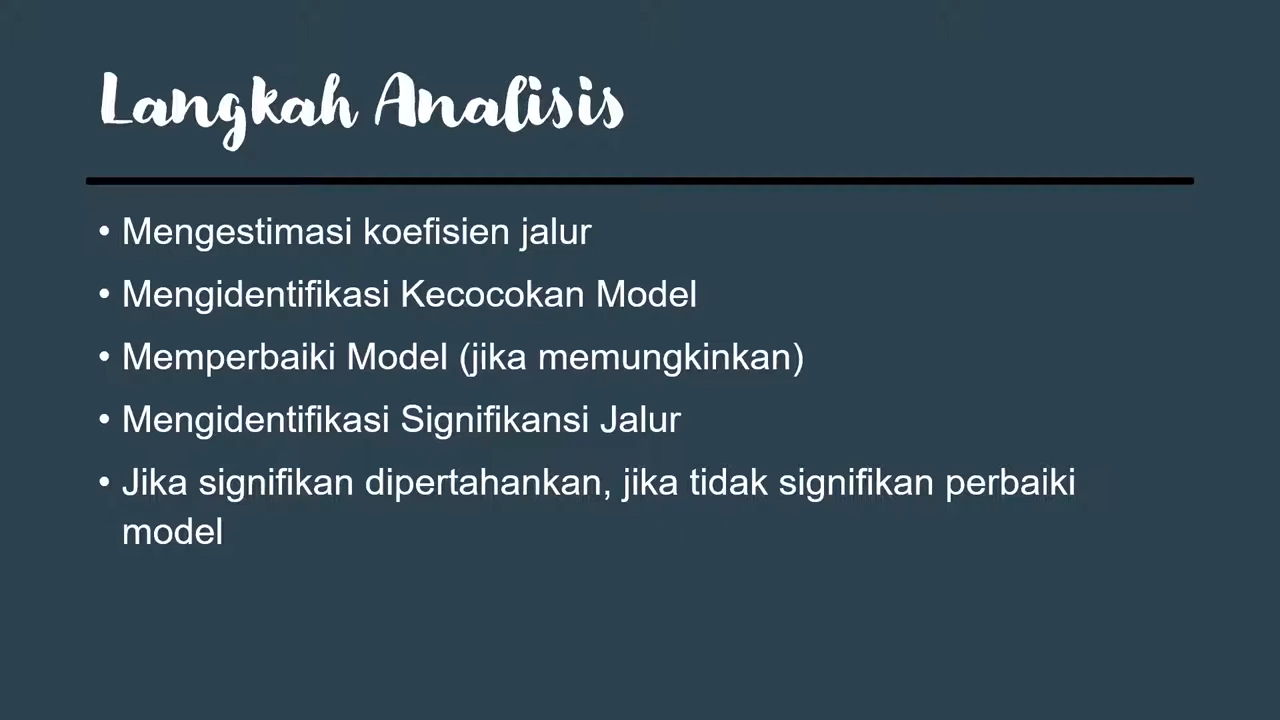 Langkah Analisis
• Mengestimasi koefisien jalur
• Mengidentifikasi Kecocokan Model
• Memperbaiki Model (jika memungkinkan)
• Mengidentifikasi Signifikansi Jalur
• Jika signifikan dipertahankan, jika tidak signifikan perbaiki
model